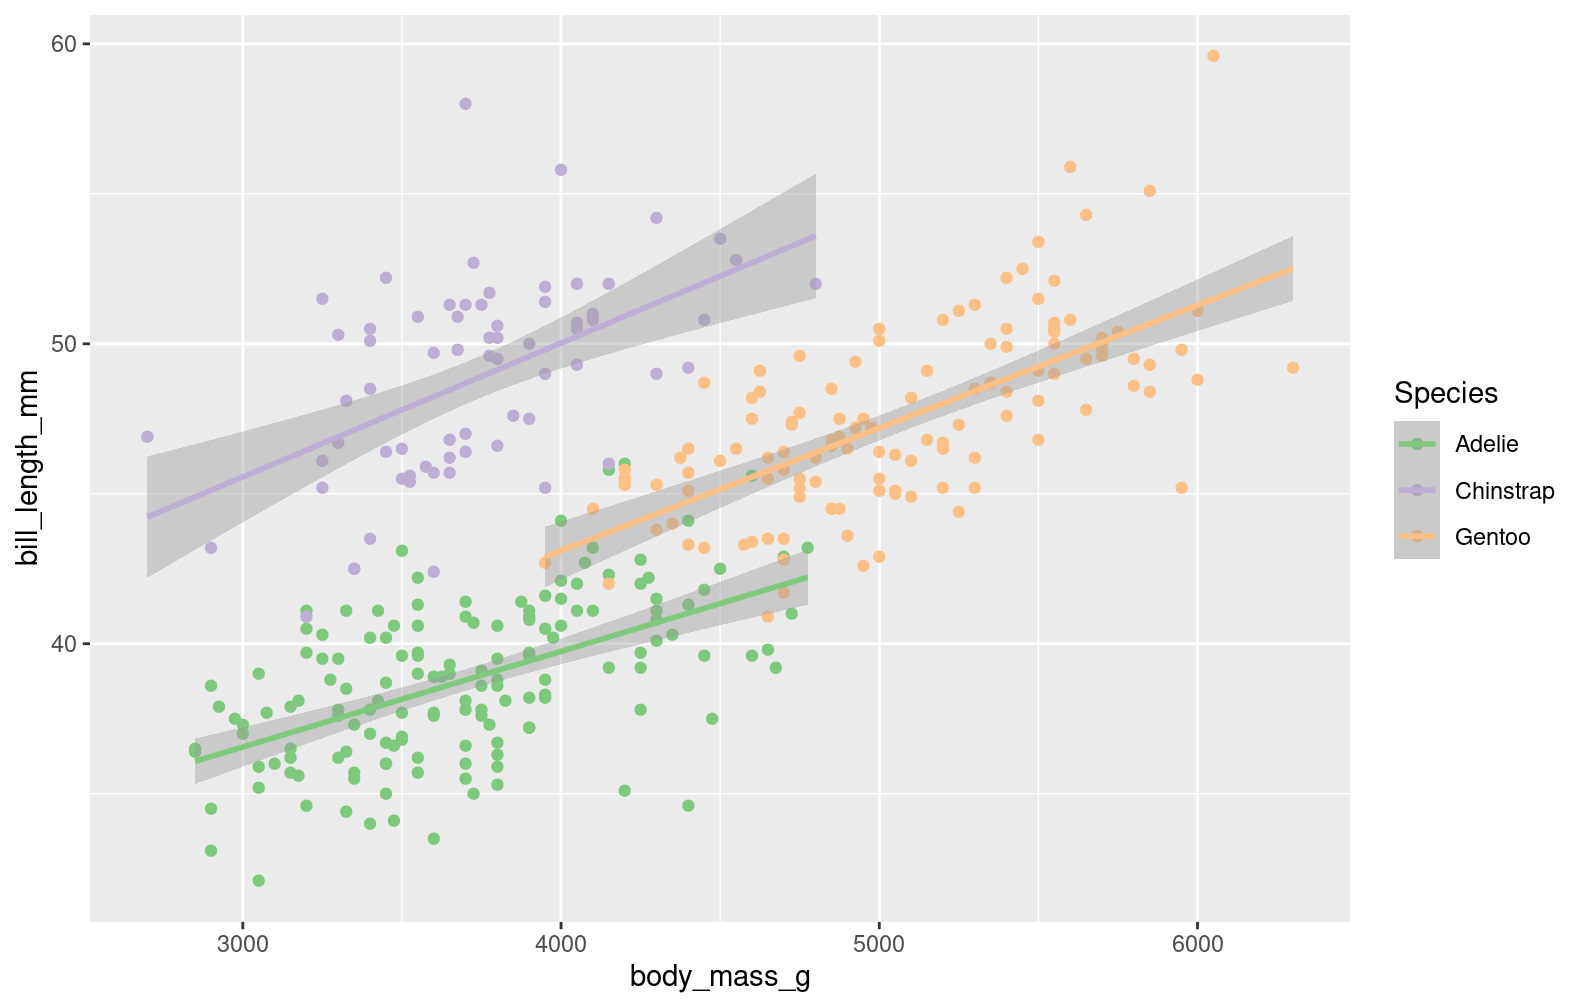 60
50
40
bill_length_mm
3000 4000 5000 6000
body_mass_g
Species
Adelie
Chinstrap
Gentoo